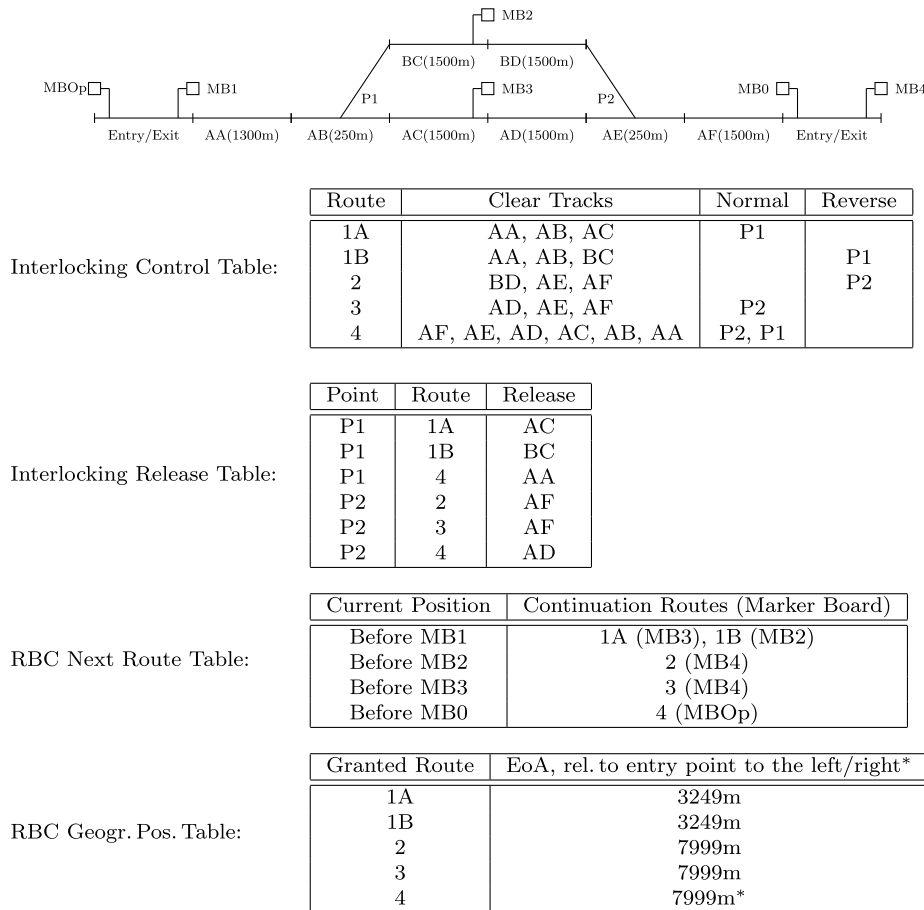 MB2
BC(1500m) BD(1500m)
MBOp MB1 P1 MB3 P2 MB0 MB4
Entry/Exit AA(1300m) AB(250m) AC(1500m) AD(1500m) AE(250m) AF(1500m) Entry/Exit
Interlocking Control Table:
Route Clear Tracks Normal Reverse
1A AA, AB, AC P1
1B AA, AB, BC P1
2 BD, AE, AF P2
3 AD, AE, AF P2
4 AF, AE, AD, AC, AB, AA P2, P1
Interlocking Release Table:
Point Route Release
P1 1A AC
P1 1B BC
P1 4 AA
P2 2 AF
P2 3 AF
P2 4 AD
RBC Next Route Table:
Current Position Continuation Routes (Marker Board)
Before MB1 1A (MB3), 1B (MB2)
Before MB2 2 (MB4)
Before MB3 3 (MB4)
Before MB0 4 (MBOp)
RBC Geogr. Pos. Table:
Granted Route EoA, rel. to entry point to the left/right*
1A 3249m
1B 3249m
2 7999m
3 7999m
4 7999m*